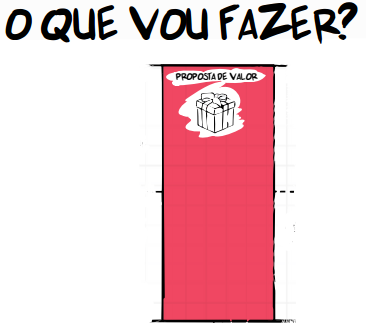 O QUE VOU FAZER?
PROPOSTA DE VALOR